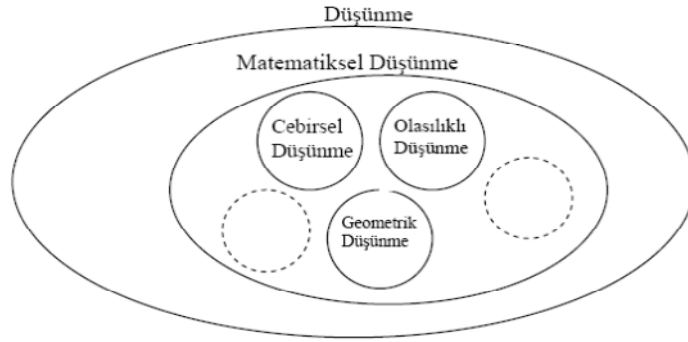 Düşünme
Matematiksel Düşünme
Cebirsel
Düşünme
Olasılıklı
Düşünme
Geometrik
Düşünme